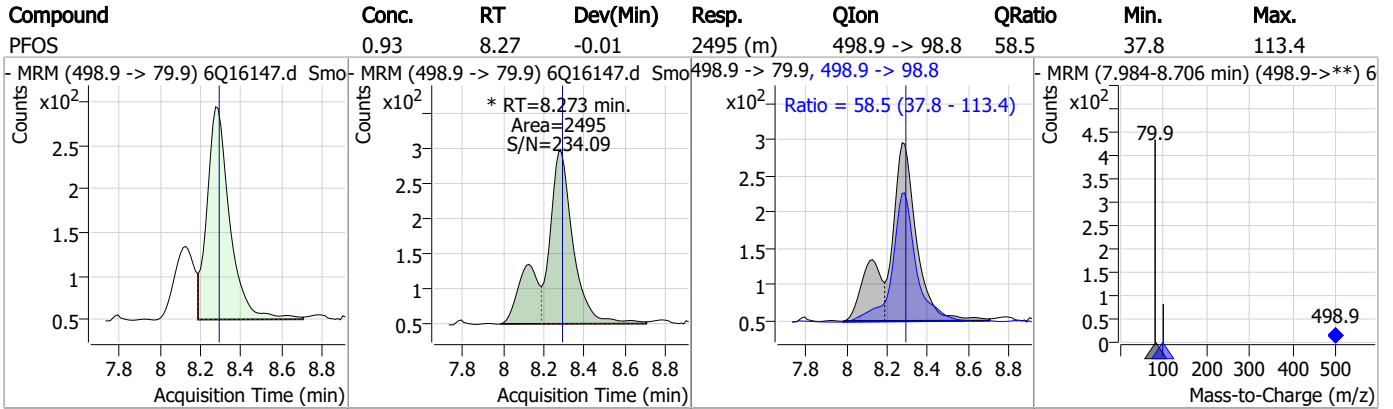 Compound Conc. RT Dev(Min) Resp. QIon QRatio Min. Max.
PFOS 0.93 8.27 -0.01 2495 (m) 498.9 -> 98.8 58.5 37.8 113.4
- MRM (498.9 -> 79.9) 6Q16147.d Smo
Counts
x10²
2.5
2
1.5
1
0.5
7.8 8 8.2 8.4 8.6 8.8
Acquisition Time (min)
- MRM (498.9 -> 79.9) 6Q16147.d Smo
Counts
x10²
* RT=8.273 min.
Area=2495
S/N=234.09
3
2.5
2
1.5
1
0.5
7.8 8 8.2 8.4 8.6 8.8
Acquisition Time (min)
498.9 -> 79.9, 498.9 -> 98.8
Counts
x10²
Ratio = 58.5 (37.8 - 113.4)
3
2.5
2
1.5
1
0.5
7.8 8 8.2 8.4 8.6 8.8
Acquisition Time (min)
- MRM (7.984-8.706 min) (498.9->**) 6
Counts
x10²
4.5
4
3.5
3
2.5
2
1.5
1
0.5
0
79.9
498.9
100 200 300 400 500
Mass-to-Charge (m/z)